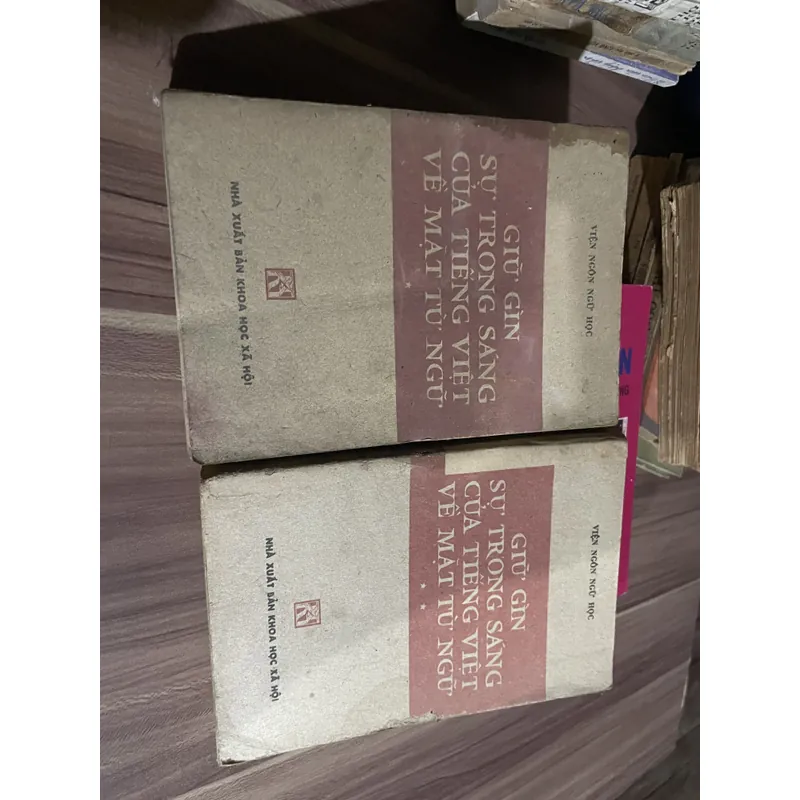 VIỆN NGÔN NGỮ HỌC
GIỮ GÌN
SỰ TRONG SÁNG
CỦA TIẾNG VIỆT
VỀ MẶT TỪ NGỮ
NHÀ XUẤT BẢN KHOA HỌC XÃ HỘI
VIỆN NGÔN NGỮ HỌC
GIỮ GÌN
SỰ TRONG SÁNG
CỦA TIẾNG VIỆT
VỀ MẶT TỪ NGỮ
* *
NHÀ XUẤT BẢN KHOA HỌC XÃ HỘI